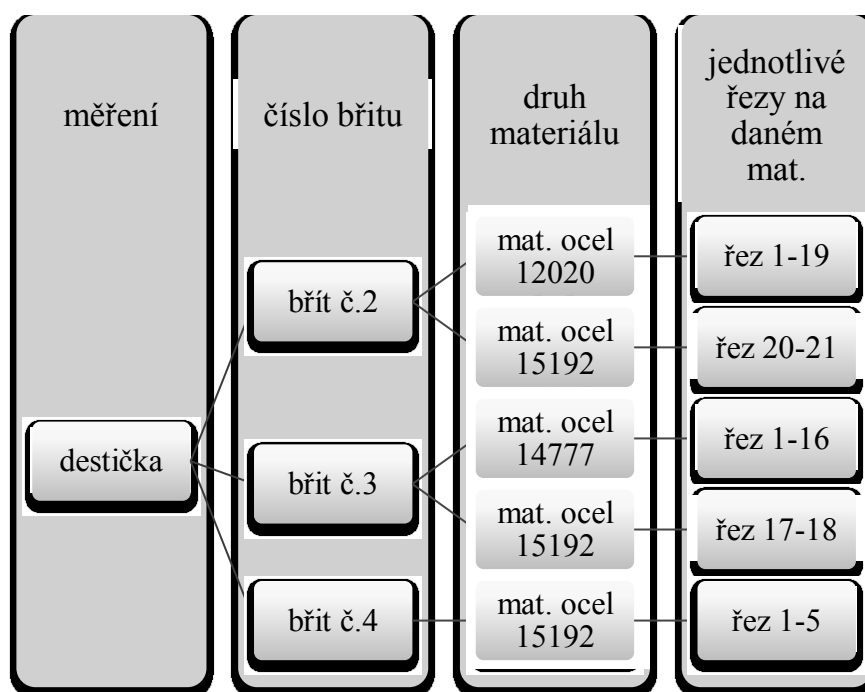 měření
číslo břitu
druh
materiálu
jednotlivé
řezy na
daném
mat.
destička
břít č.2
mat. ocel
12020
řez 1-19
mat. ocel
15192
řez 20-21
břit č.3
mat. ocel
14777
řez 1-16
mat. ocel
15192
řez 17-18
břit č.4
mat. ocel
15192
řez 1-5